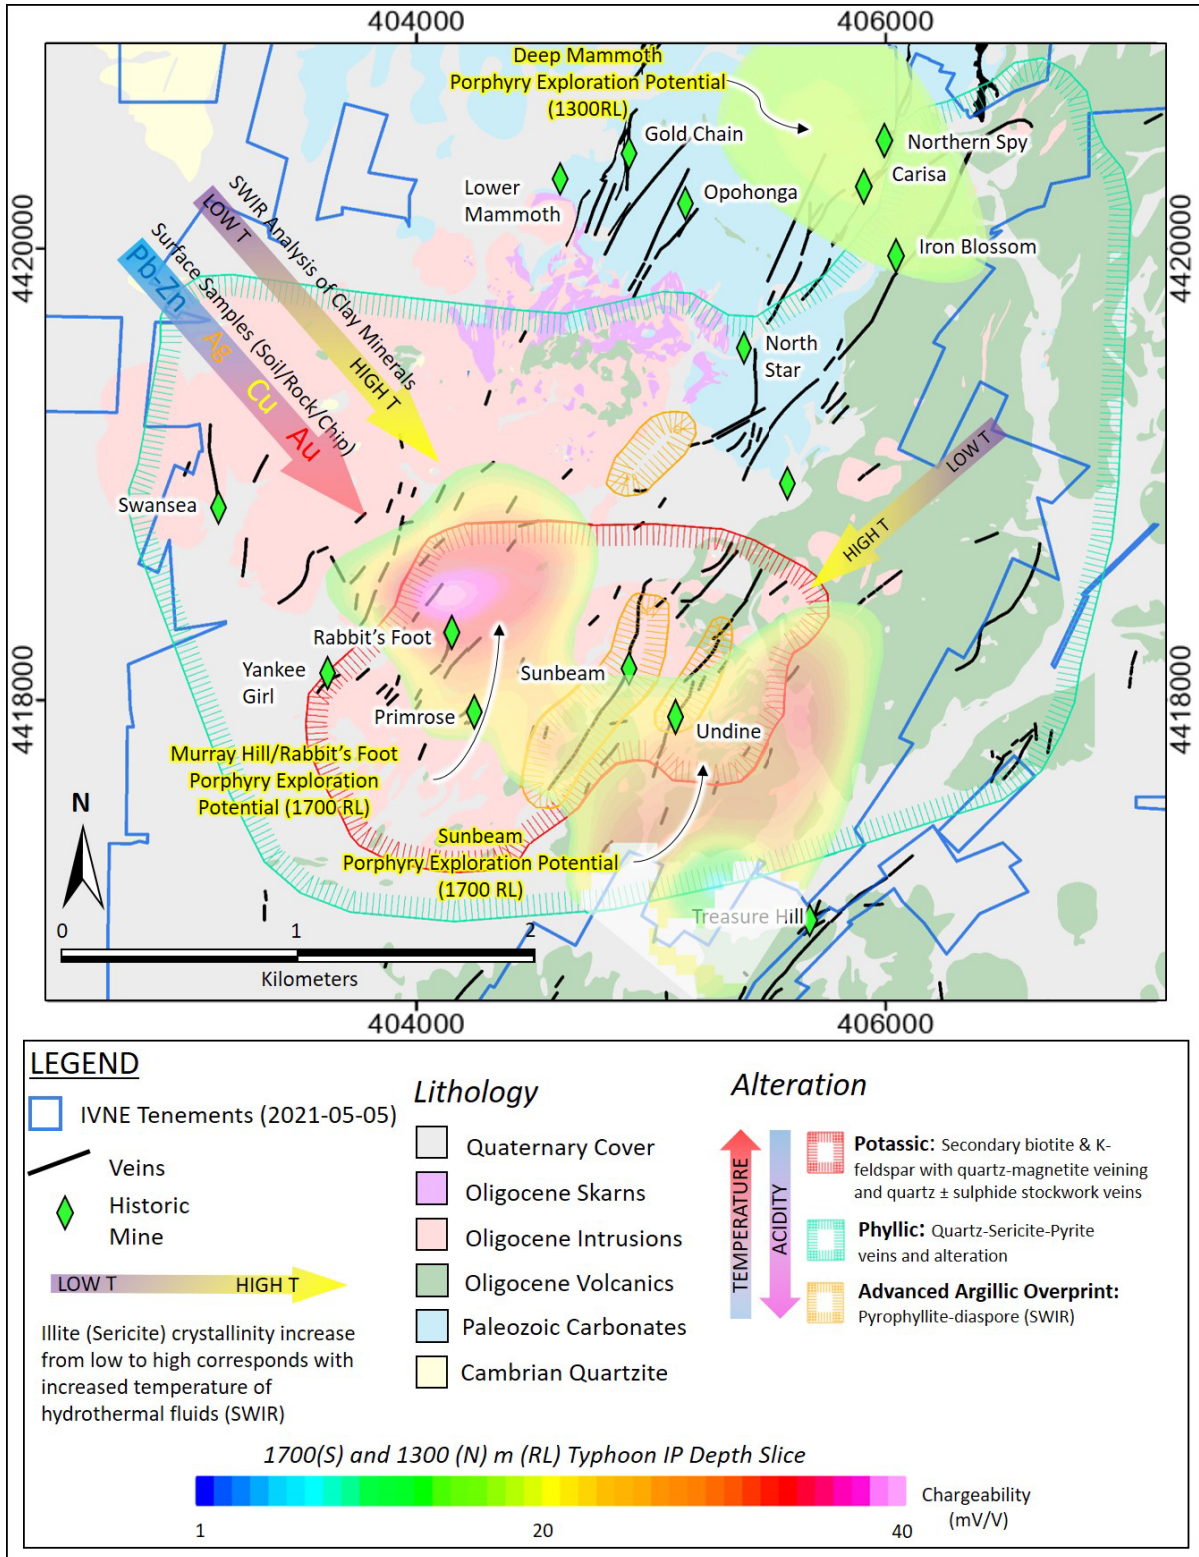 404000
406000
Deep Mammoth
Porphyry Exploration Potential
(1300RL)
Gold Chain
Northern Spy
Carisa
Lower
Mammoth
Opohonga
Iron Blossom
4420000
4420000
SWIR Analysis of Clay Minerals
LOW T
HIGH T
Surface Samples (Soil/Rock/Chip)
Pb-Zn
Ag
Cu
Au
North
Star
LOW T
HIGH T
Swansea
Rabbit's Foot
Yankee
Girl
Sunbeam
Primrose
Undine
4418000
4418000
Murray Hill/Rabbit's Foot
Porphyry Exploration
Potential (1700 RL)
N
Sunbeam
Porphyry Exploration Potential
(1700 RL)
Treasure Hill
0
1
2
Kilometers
404000
406000
LEGEND
IVNE Tenements (2021-05-05)
Veins
Historic
Mine
LOW T
HIGH T
Illite (Sericite) crystallinity increase
from low to high corresponds with
increased temperature of
hydrothermal fluids (SWIR)
Lithology
Quaternary Cover
Oligocene Skarns
Oligocene Intrusions
Oligocene Volcanics
Paleozoic Carbonates
Cambrian Quartzite
Alteration
TEMPERATURE
ACIDITY
Potassic: Secondary biotite & K-
feldspar with quartz-magnetite veining
and quartz ± sulphide stockwork veins
Phyllic: Quartz-Sericite-Pyrite
veins and alteration
Advanced Argillic Overprint:
Pyrophyllite-diaspore (SWIR)
1700(S) and 1300 (N) m (RL) Typhoon IP Depth Slice
Chargeability
(mV/V)
1
20
40